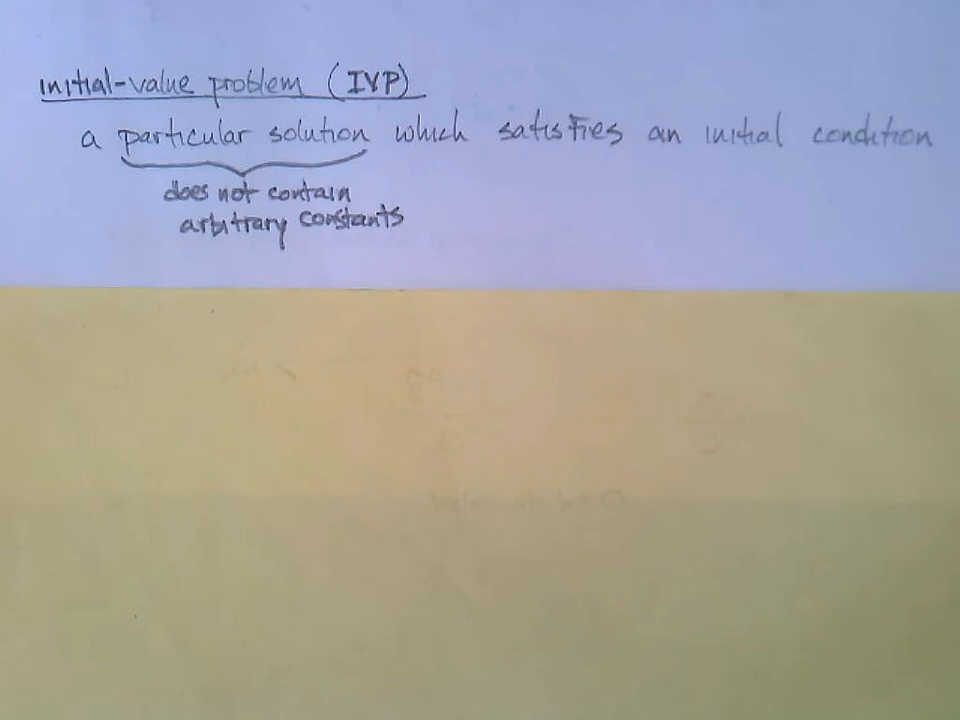 initial-value problem (IVP)
a particular solution which satisfies an initial condition
does not contain
arbitrary constants